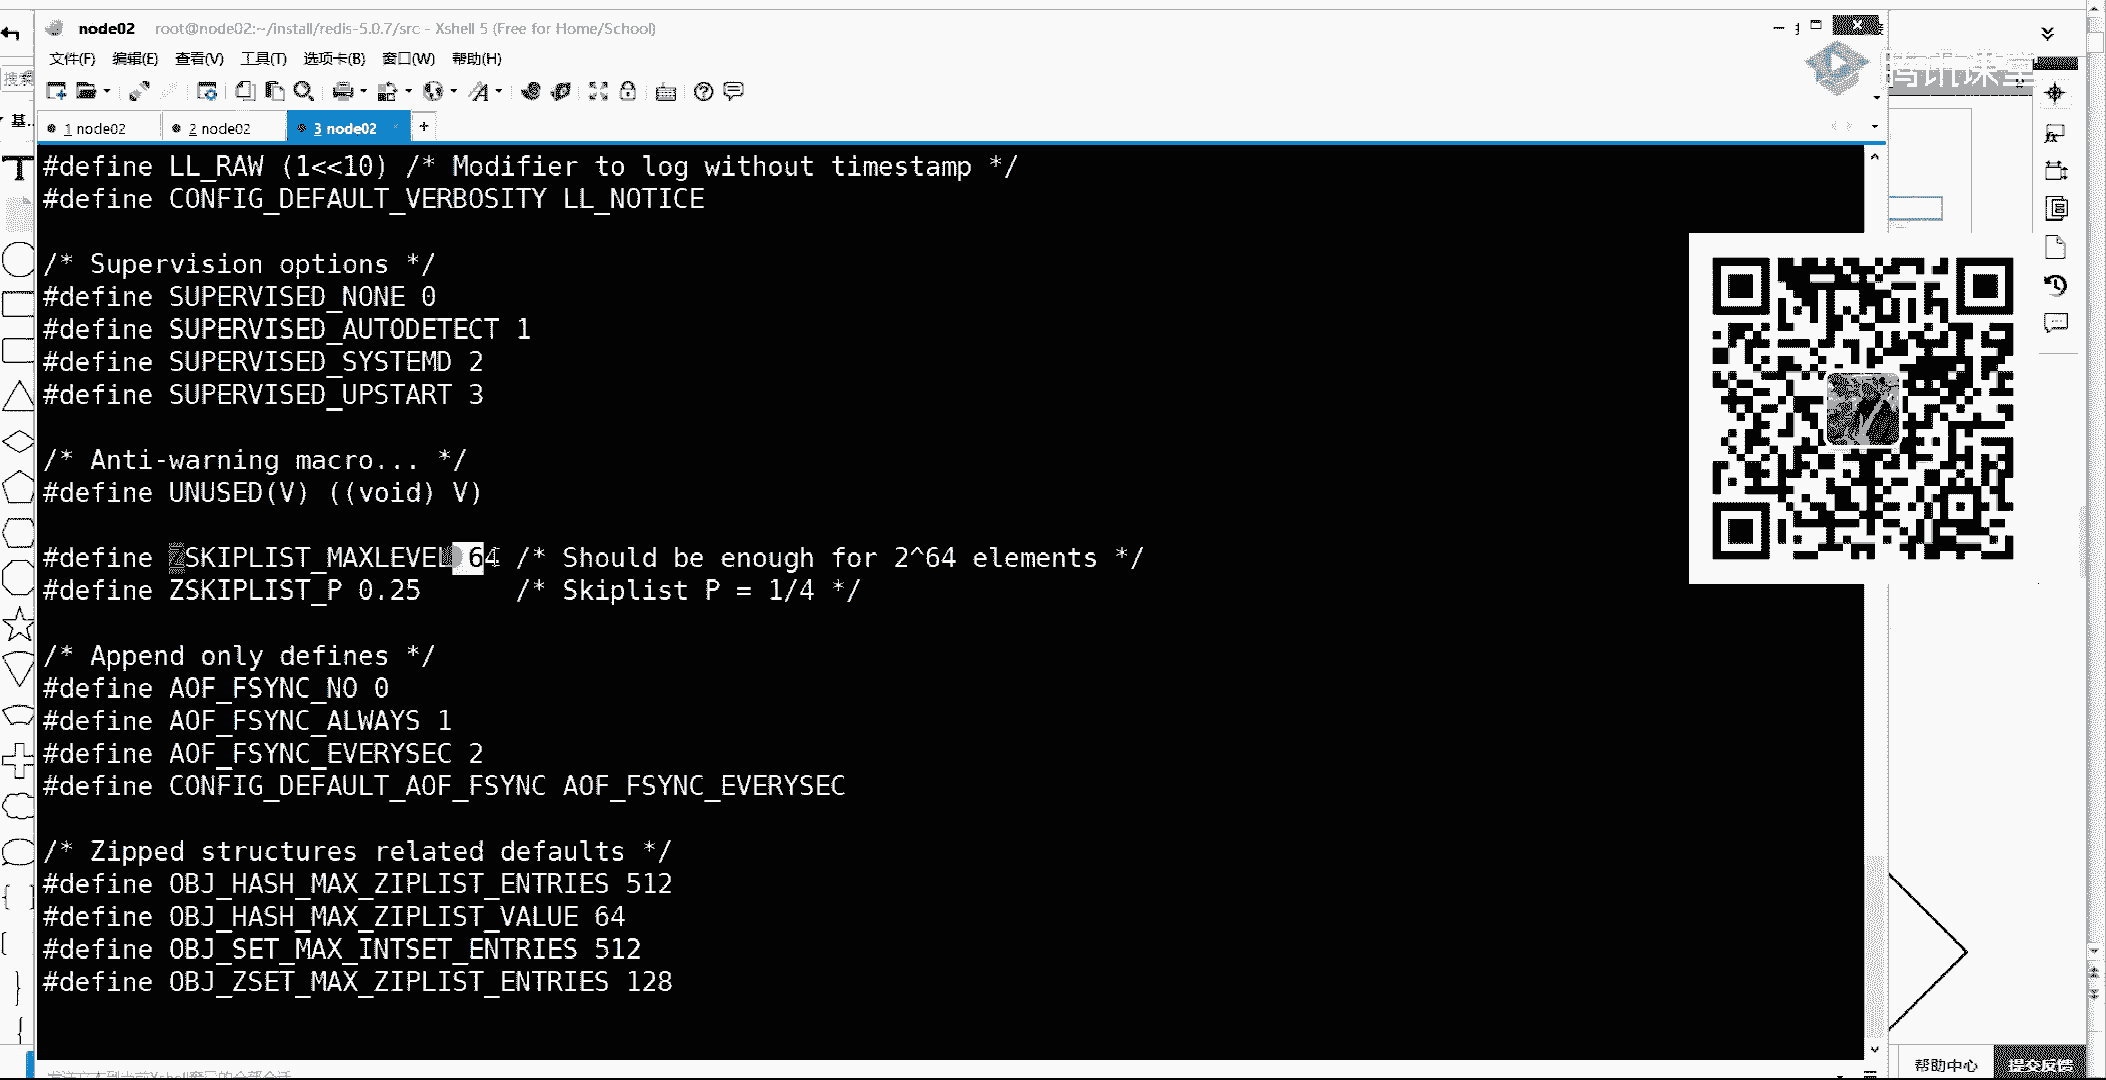 node02 root@node02:~/install/redis-5.0.7/src - Xshell 5 (Free for Home/School)
文件(F) 编辑(E) 查看(V) 工具(T) 选项卡(B) 窗口(W) 帮助(H)
腾讯课堂
1 node02 2 node02 3 node02
#define LL_RAW (1<<10) /* Modifier to log without timestamp */
#define CONFIG_DEFAULT_VERBOSITY LL_NOTICE
/* Supervision options */
#define SUPERVISED_NONE 0
#define SUPERVISED_AUTODETECT 1
#define SUPERVISED_SYSTEMD 2
#define SUPERVISED_UPSTART 3
/* Anti-warning macro... */
#define UNUSED(V) ((void) V)
#define ZSKIPLIST_MAXLEVEL 64 /* Should be enough for 2^64 elements */
#define ZSKIPLIST_P 0.25 /* Skiplist P = 1/4 */
/* Append only defines */
#define AOF_FSYNC_NO 0
#define AOF_FSYNC_ALWAYS 1
#define AOF_FSYNC_EVERYSEC 2
#define CONFIG_DEFAULT_AOF_FSYNC AOF_FSYNC_EVERYSEC
/* Zipped structures related defaults */
#define OBJ_HASH_MAX_ZIPLIST_ENTRIES 512
#define OBJ_HASH_MAX_ZIPLIST_VALUE 64
#define OBJ_SET_MAX_INTSET_ENTRIES 512
#define OBJ_ZSET_MAX_ZIPLIST_ENTRIES 128
帮助中心 提交反馈